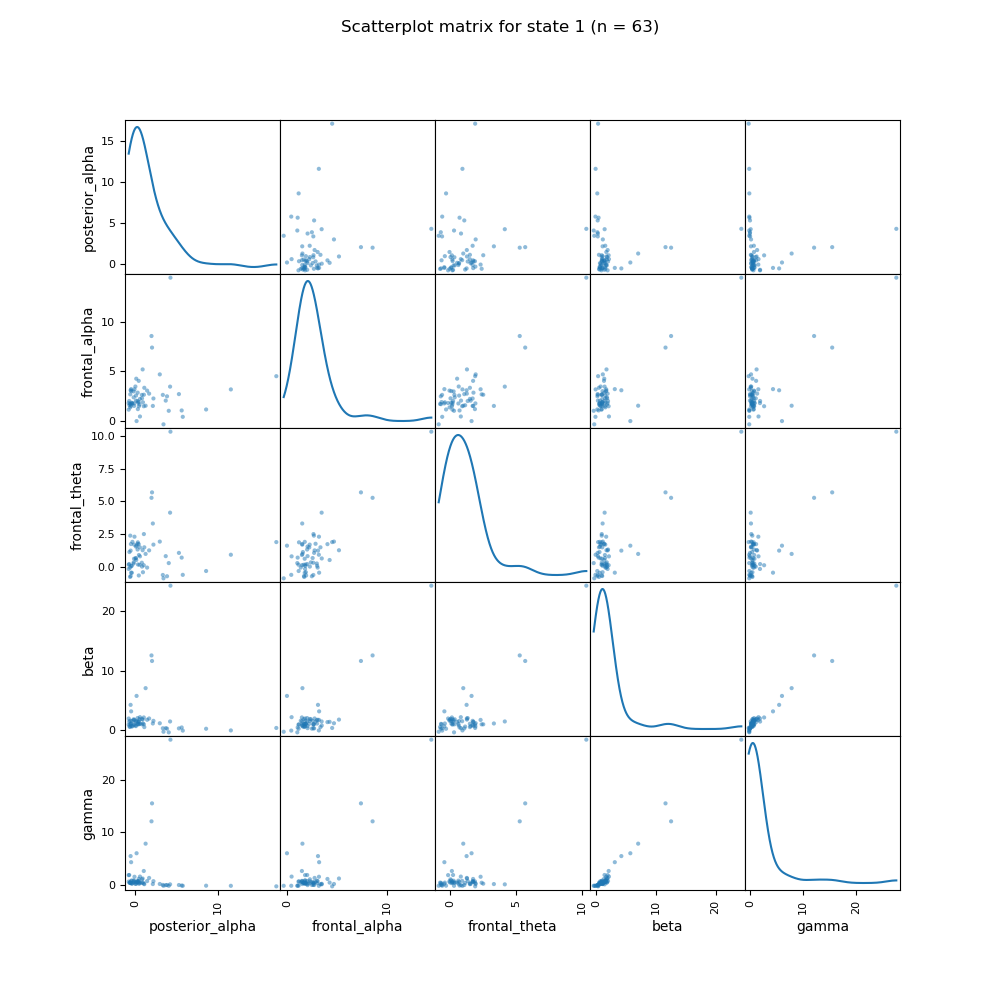 Scatterplot matrix for state 1 (n = 63)
posterior_alpha
15
10
5
0
frontal_alpha
10
5
0
frontal_theta
10.0
7.5
5.0
2.5
0.0
beta
20
10
0
gamma
20
10
0
0 10 0 10 0 5 10 0 10 20 0 10 20
posterior_alpha frontal_alpha frontal_theta beta gamma